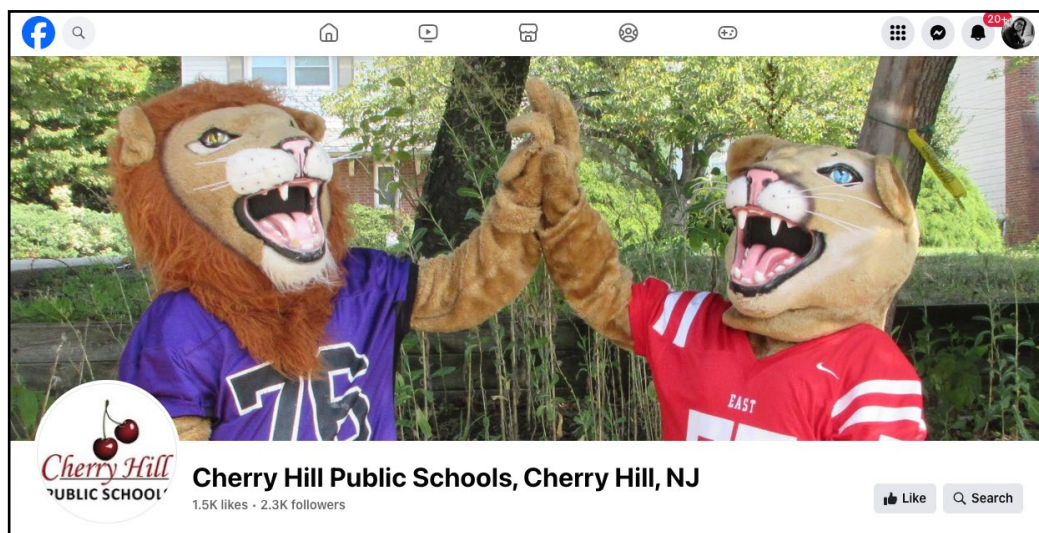 20+
76
EAST
Cherry Hill
PUBLIC SCHOOLS
Cherry Hill Public Schools, Cherry Hill, NJ
1.5K likes · 2.3K followers
Like
Search